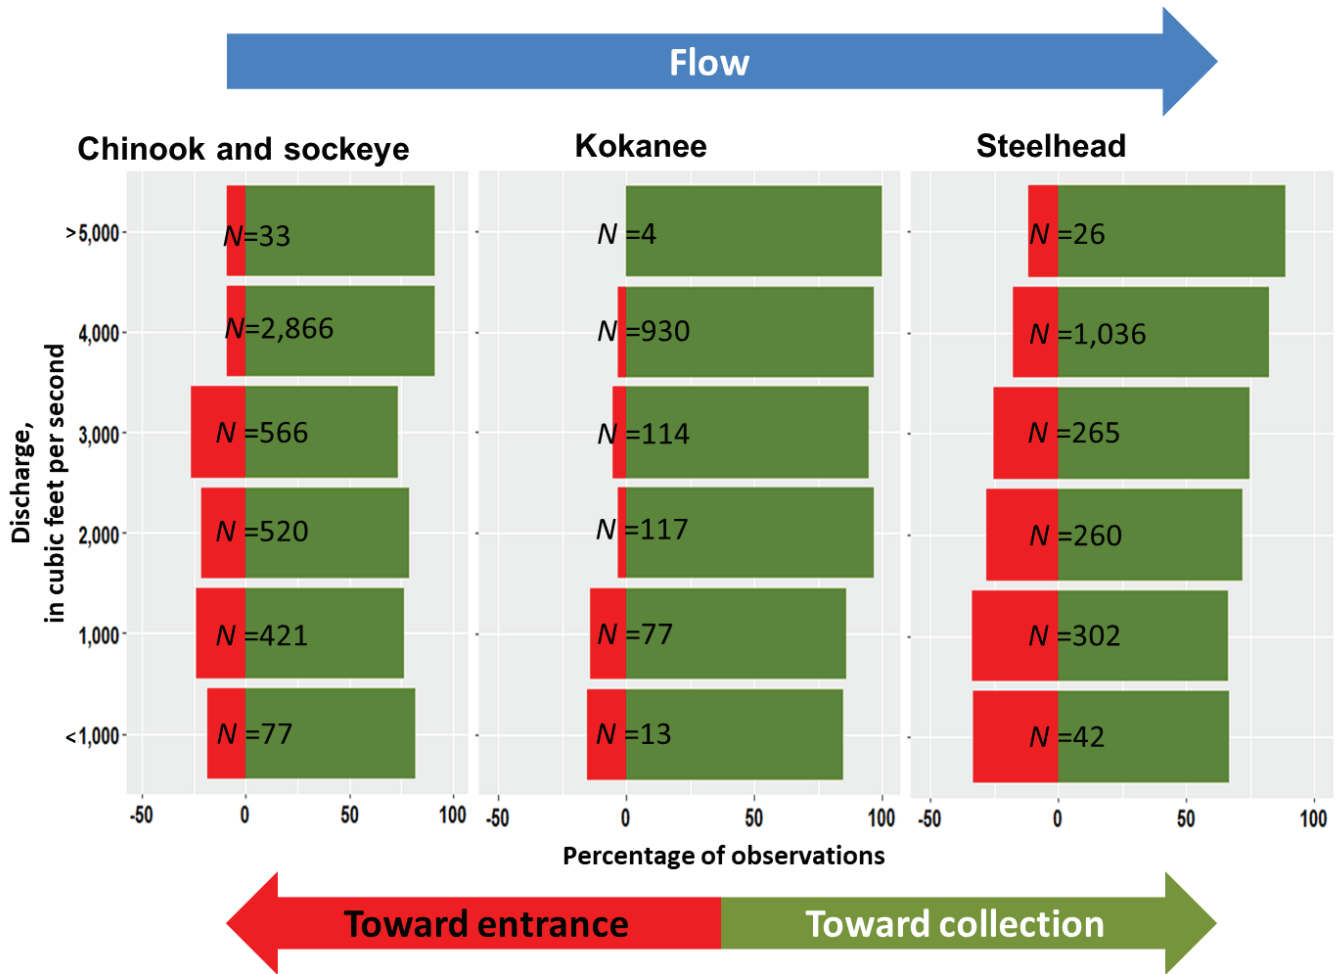 Flow
Chinook and sockeye
Kokanee
Steelhead
Discharge,
in cubic feet per second
>5,000
N=33
N =4
N =26
4,000
N=2,866
N =930
N =1,036
3,000
N =566
N =114
N =265
2,000
N =520
N =117
N =260
1,000
N =421
N =77
N =302
<1,000
N =77
N =13
N =42
-50 0 50 100
-50 0 50 100
-50 0 50 100
Percentage of observations
Toward entrance
Toward collection